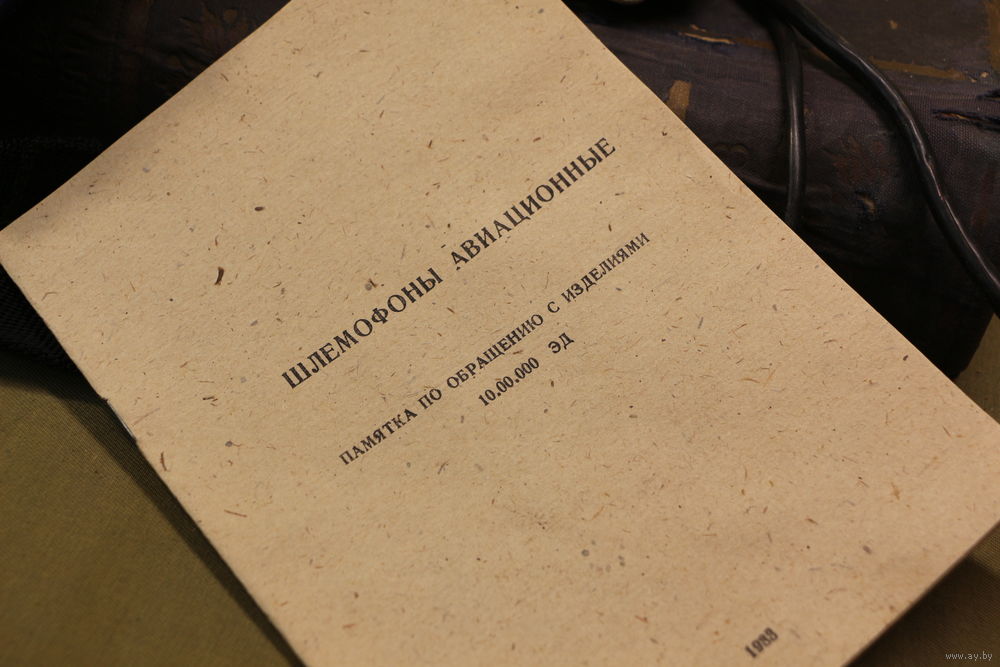 ШЛЕМОФОНЫ АВИАЦИОННЫЕ
ПАМЯТКА ПО ОБРАЩЕНИЮ С ИЗДЕЛИЯМИ
10.00.000 ЭД
1988
www.ay.by